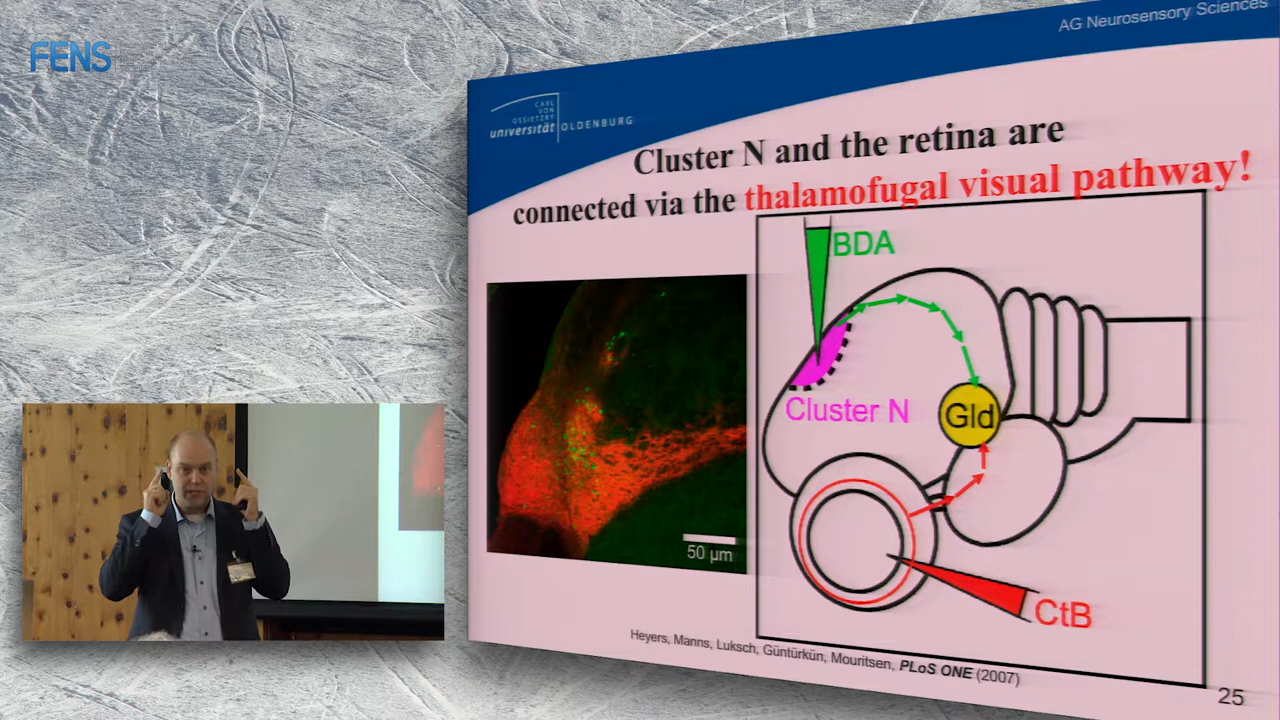 FENS
AG Neurosensory Sciences
CARL
VON
OSSIETZKY
universität OLDENBURG
Cluster N and the retina are
connected via the thalamofugal visual pathway!
BDA
Cluster N
Gld
50 µm
CtB
Heyers, Manns, Luksch, Güntürkün, Mouritsen, PLoS ONE (2007)
25